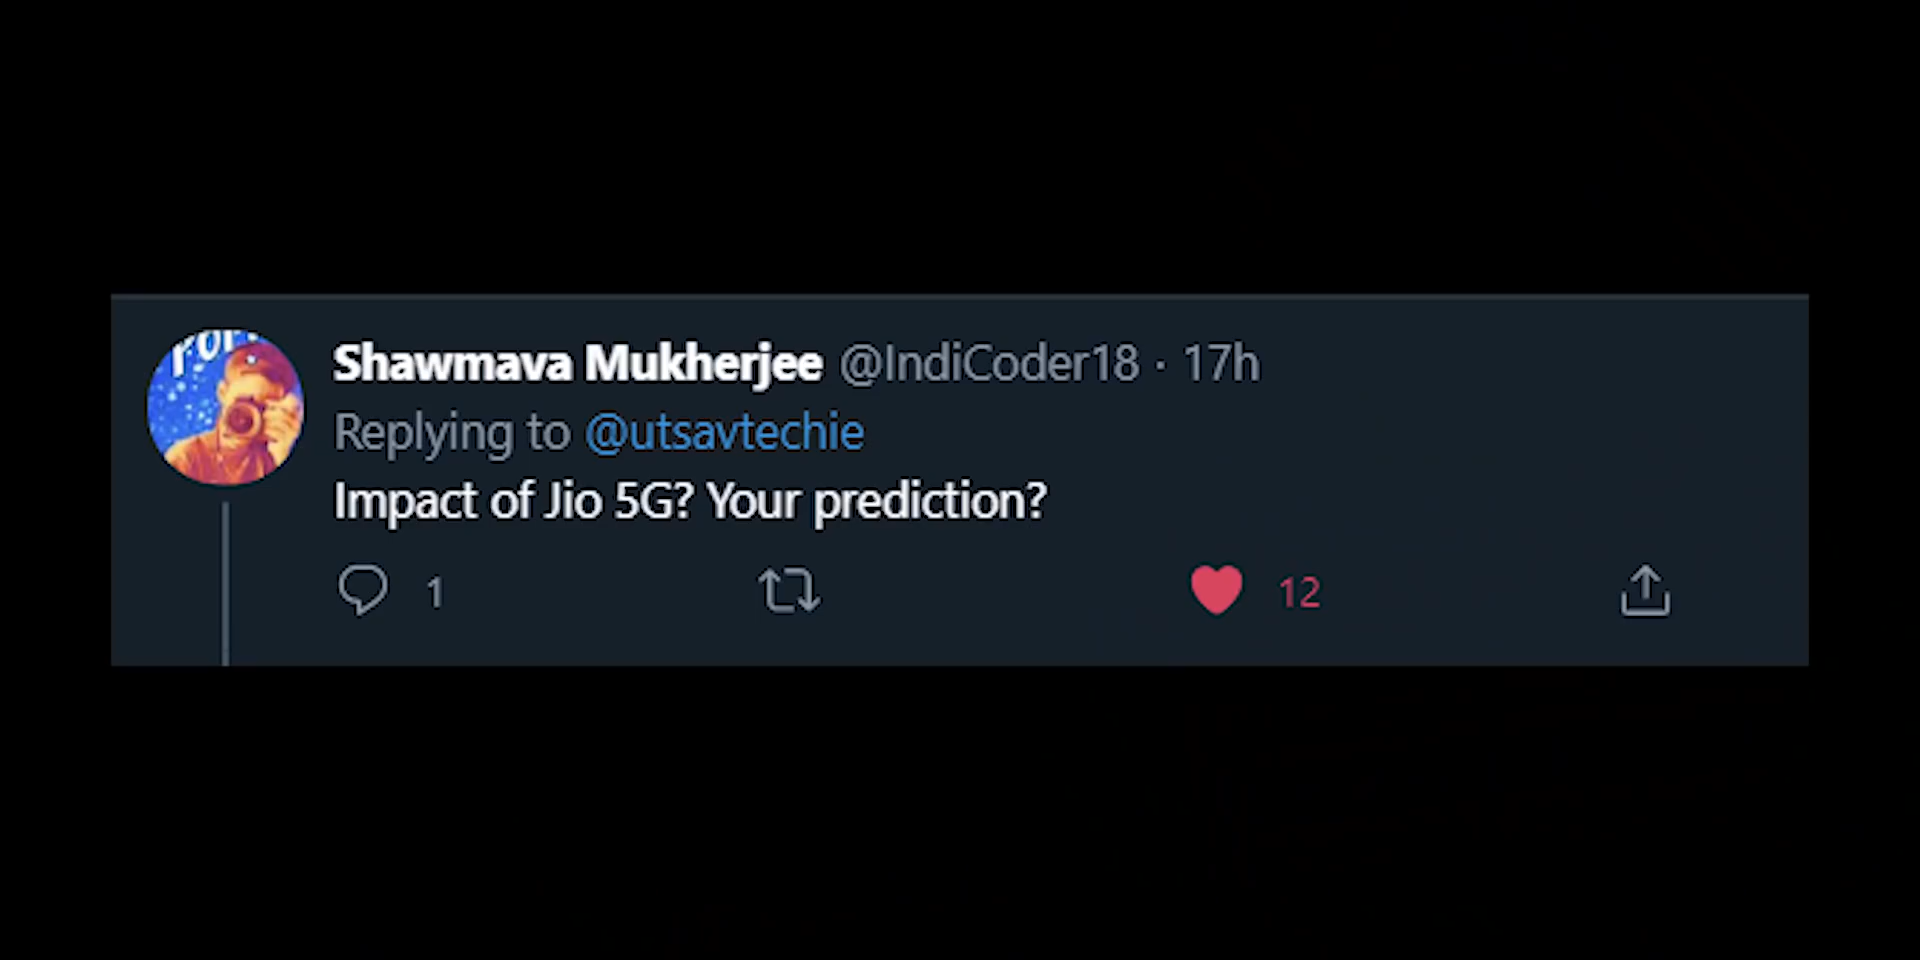 Shawmava Mukherjee @IndiCoder18 · 17h
Replying to @utsavtechie
Impact of Jio 5G? Your prediction?
1 12